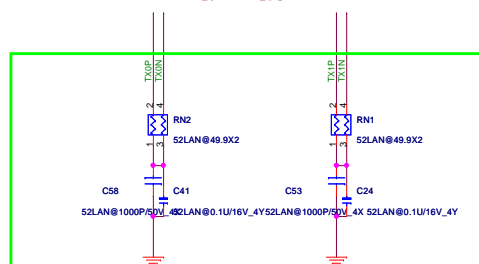 TX0P
TX0N
TX1P
TX1N
2
4
RN2
52LAN@49.9X2
1
3
2
4
RN1
52LAN@49.9X2
1
3
C58
C41
C53
C24
52LAN@1000P/50V_4X
52LAN@0.1U/16V_4Y
52LAN@1000P/50V_4X
52LAN@0.1U/16V_4Y